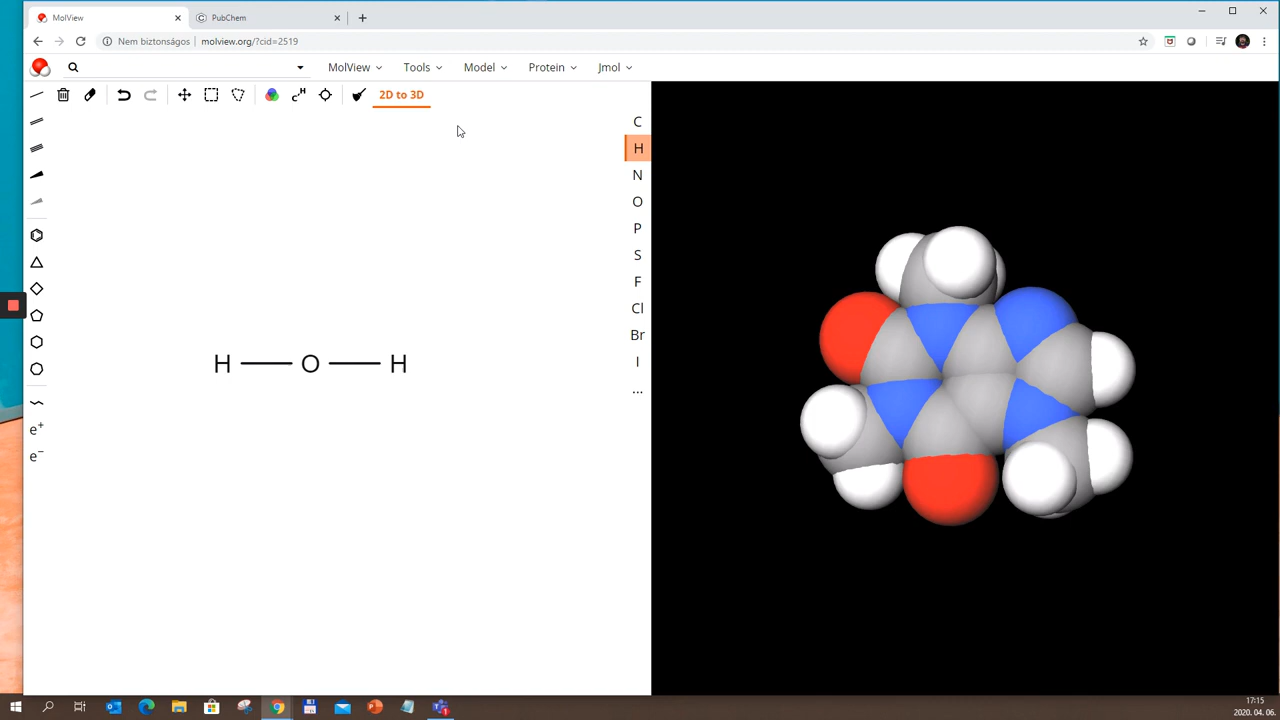 MolView
PubChem
Nem biztonságos molview.org/?cid=2519
MolView Tools Model Protein Jmol
2D to 3D
C
H
N
O
P
S
F
Cl
Br
I
...
H O H
e+
e-
17:15
2020. 04. 06.